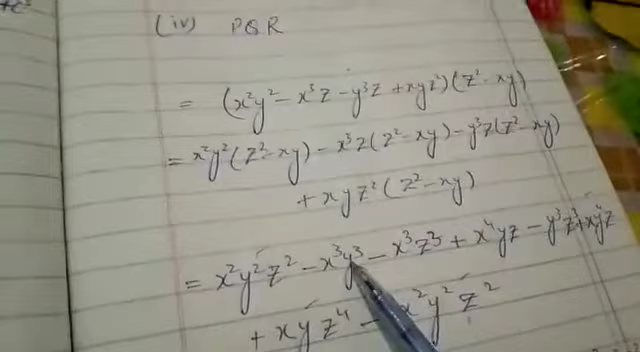 (iv) PQR
= (x²y² - x³z - y³z + xyz²)(z² - xy)
= x²y²(z² - xy) - x³z(z² - xy) - y³z(z² - xy)
+ xyz²(z² - xy)
= x²y²z² - x³y³ - x³z³ + x⁴yz - y³z³ + xy⁴z
+ xyz⁴ - x²y²z²